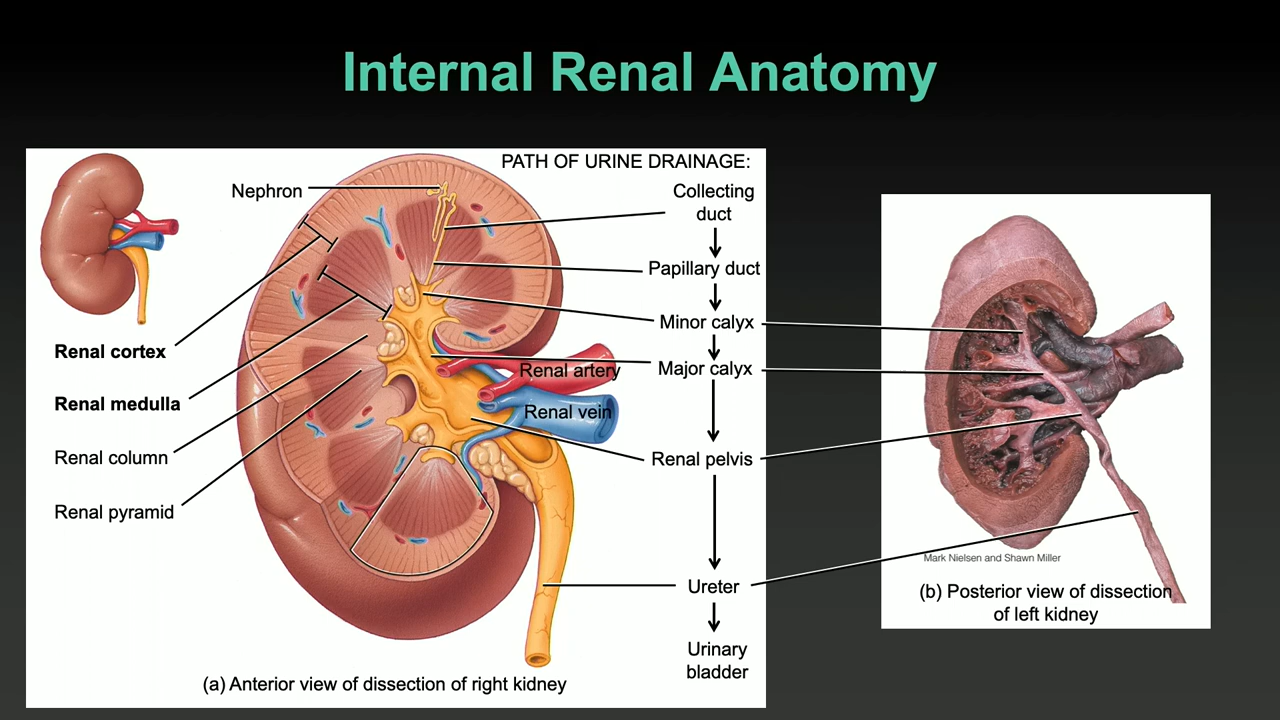 Internal Renal Anatomy
PATH OF URINE DRAINAGE:
Nephron
Collecting
duct
Papillary duct
Minor calyx
Renal cortex
Major calyx
Renal artery
Renal medulla
Renal vein
Renal column
Renal pelvis
Renal pyramid
Ureter
Urinary
bladder
(a) Anterior view of dissection of right kidney
Mark Nielsen and Shawn Miller
(b) Posterior view of dissection
of left kidney